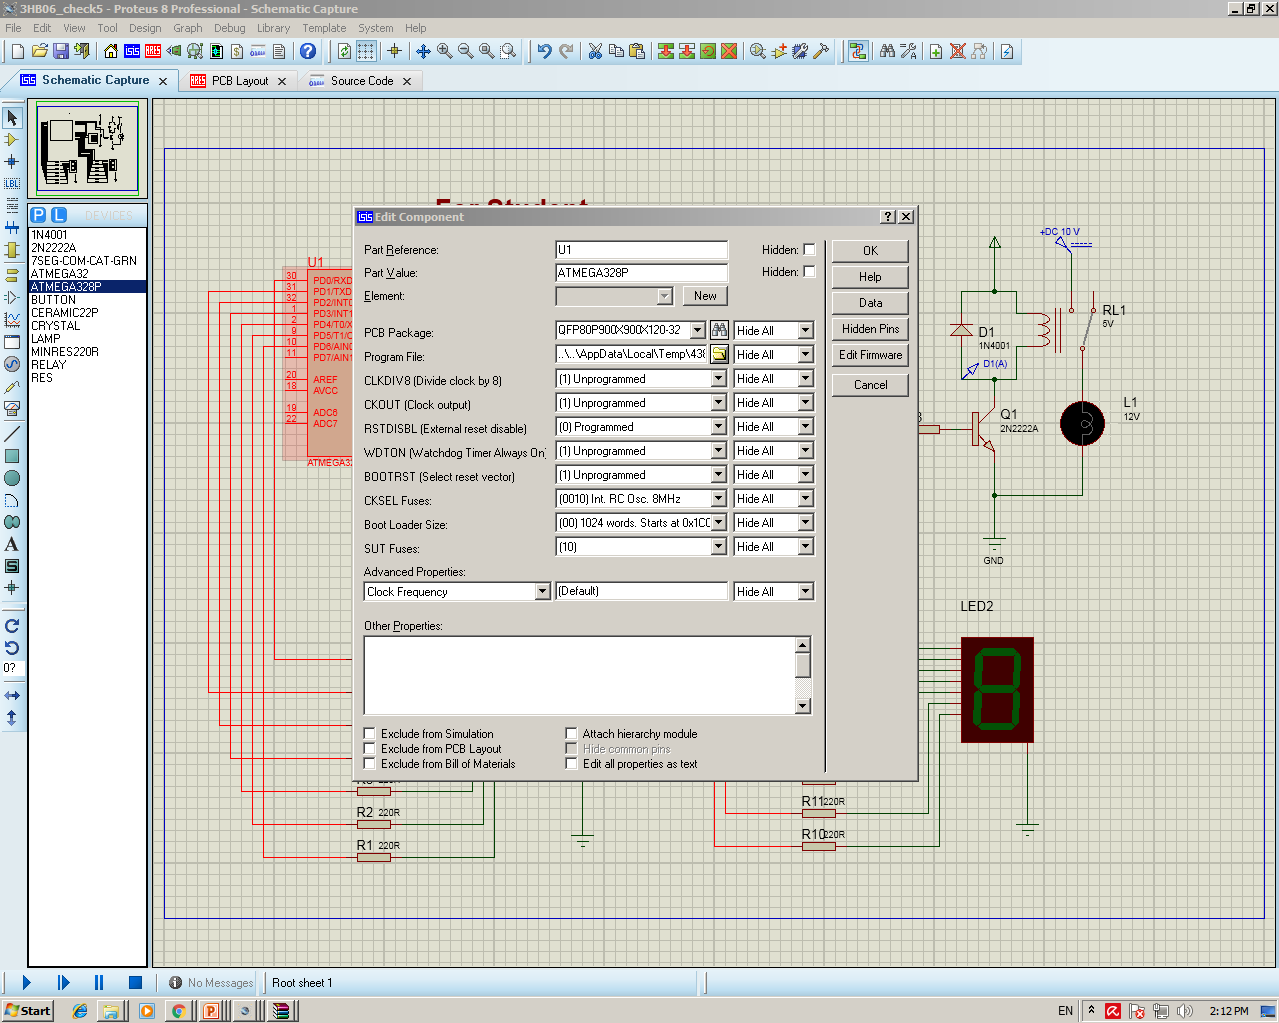 3HB06_check5 - Proteus 8 Professional - Schematic Capture
File Edit View Tool Design Graph Debug Library Template System Help
Schematic Capture
PCB Layout
Source Code
P L DEVICES
1N4001
2N2222A
7SEG-COM-CAT-GRN
ATMEGA32
ATMEGA328P
BUTTON
CERAMIC22P
CRYSTAL
LAMP
MINRES220R
RELAY
RES
U1
30 PD0/RXD
31 PD1/TXD
32 PD2/INT0
1 PD3/INT1
2 PD4/T0/X
9 PD5/T1/O
10 PD6/AIN0
11 PD7/AIN1
20 AREF
18 AVCC
19 ADC6
22 ADC7
Edit Component
Part Reference: U1 Hidden:
Part Value: ATMEGA328P Hidden:
Element: New
PCB Package: QFP80P900X900X120-32 Hide All
Program File: ..\..\AppData\Local\Temp\438 Hide All
CLKDIV8 (Divide clock by 8) (1) Unprogrammed Hide All
CKOUT (Clock output) (1) Unprogrammed Hide All
RSTDISBL (External reset disable) (0) Programmed Hide All
WDTON (Watchdog Timer Always On) (1) Unprogrammed Hide All
BOOTRST (Select reset vector) (1) Unprogrammed Hide All
CKSEL Fuses: (0010) Int. RC Osc. 8MHz Hide All
Boot Loader Size: (00) 1024 words. Starts at 0x1C0 Hide All
SUT Fuses: (10) Hide All
Advanced Properties:
Clock Frequency (Default) Hide All
Other Properties:
Exclude from Simulation
Exclude from PCB Layout
Exclude from Bill of Materials
Attach hierarchy module
Hide common pins
Edit all properties as text
OK
Help
Data
Hidden Pins
Edit Firmware
Cancel
+DC 10 V
RL1
5V
D1
1N4001
D1(A)
Q1
2N2222A
L1
12V
GND
LED2
R2 220R
R1 220R
R11 220R
R10 220R
No Messages
Root sheet 1
Start
EN
2:12 PM